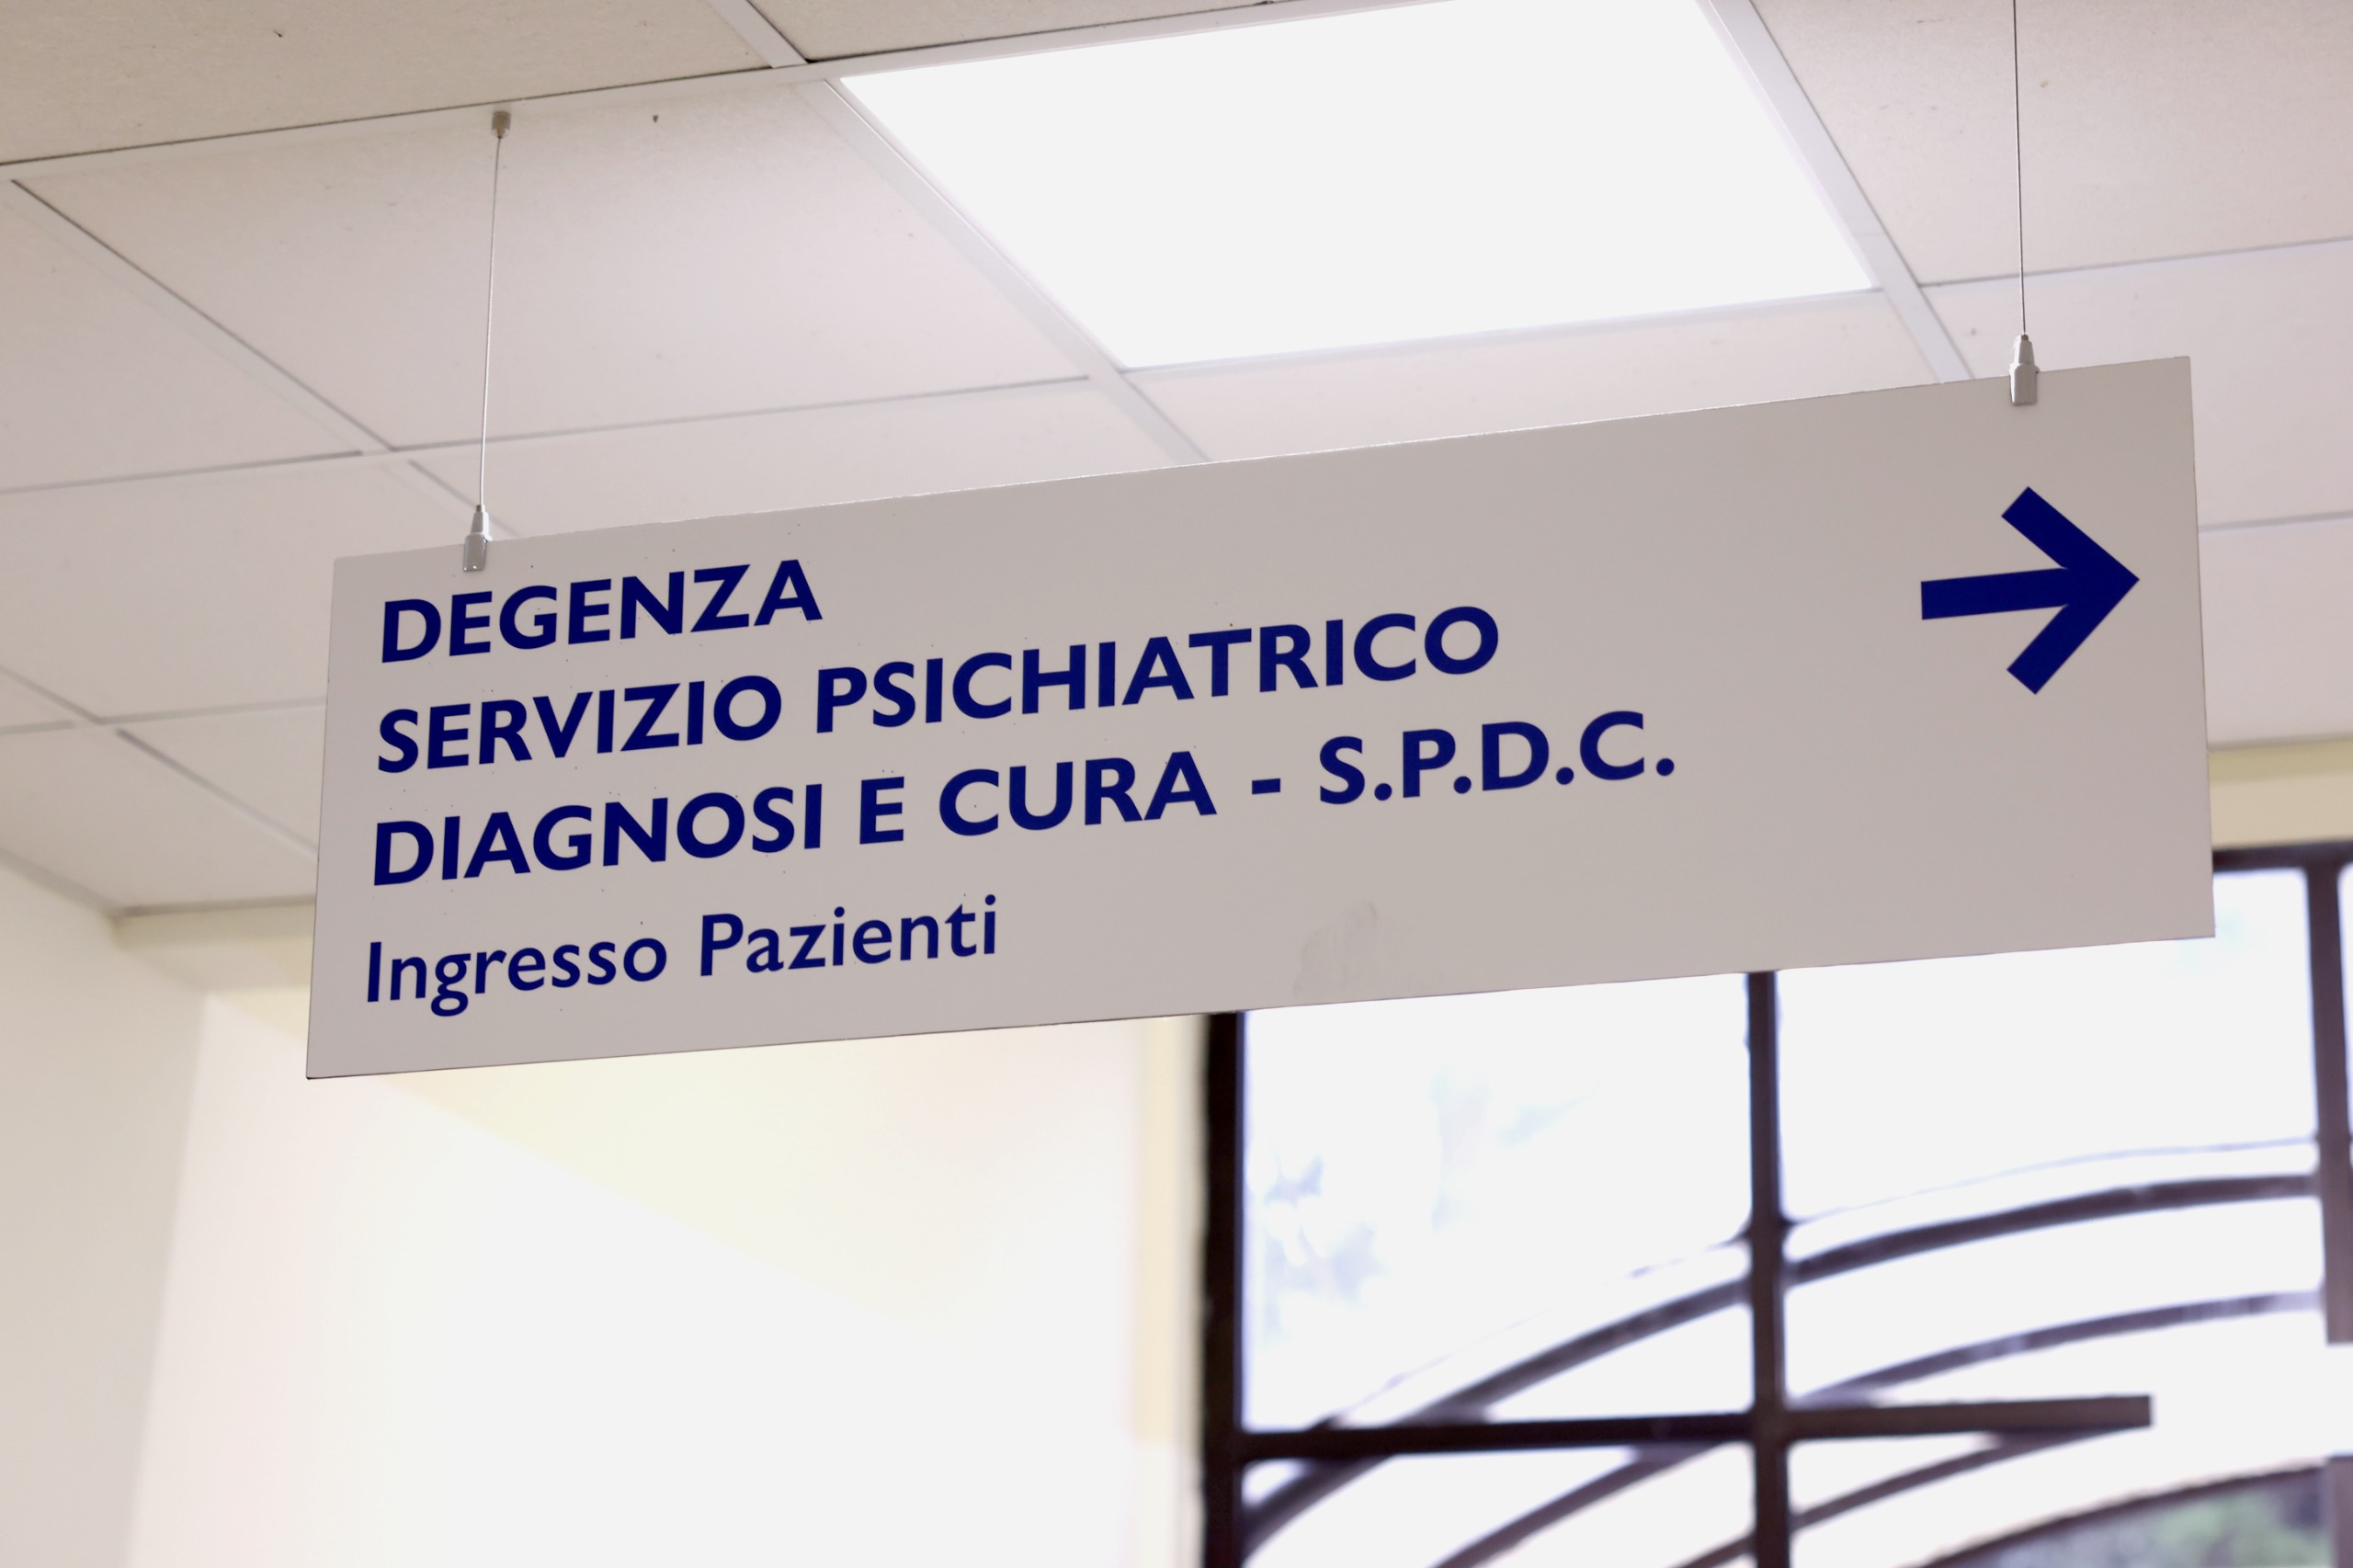 DEGENZA
SERVIZIO PSICHIATRICO
DIAGNOSI E CURA - S.P.D.C.
Ingresso Pazienti